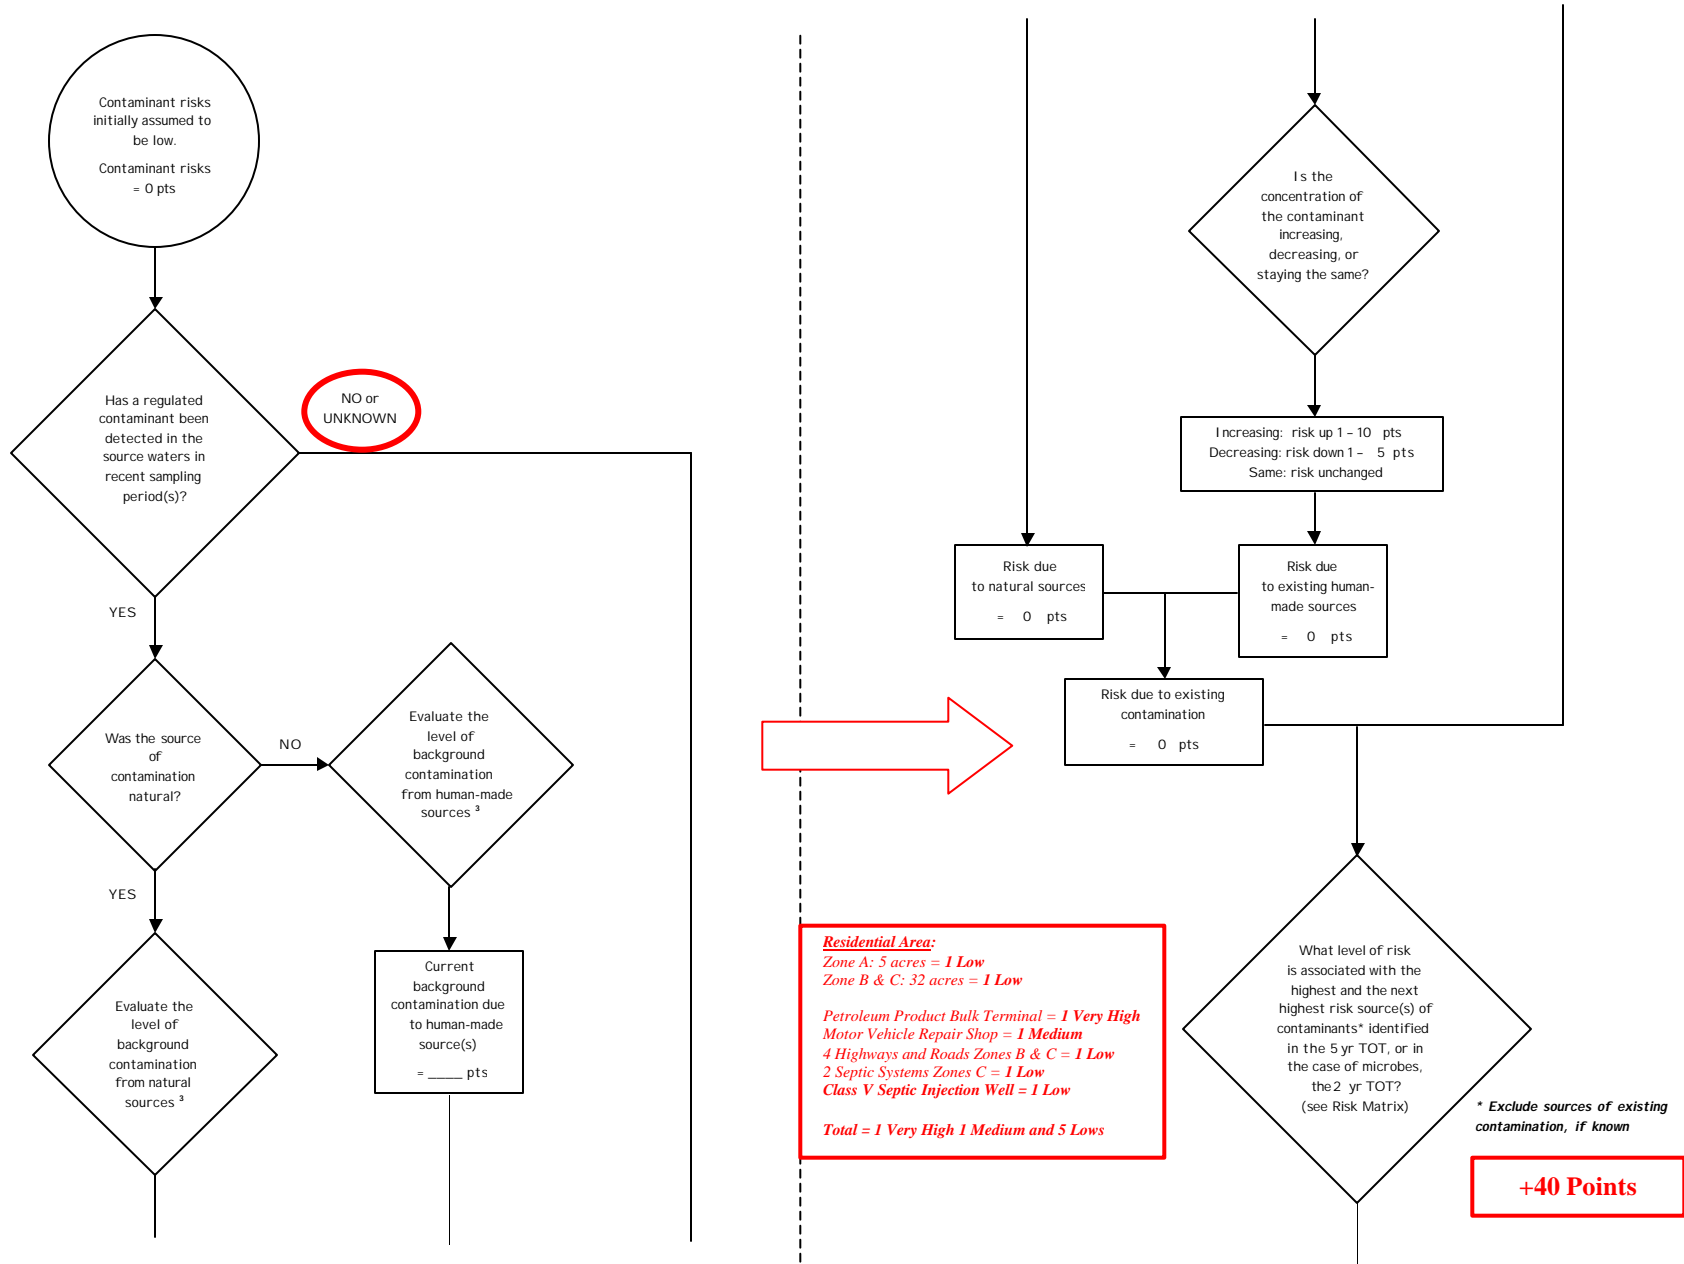 Contaminant risks
initially assumed to
be low.
Contaminant risks
= 0 pts
Has a regulated
contaminant been
detected in the
source waters in
recent sampling
period(s)?
NO or
UNKNOWN
YES
Was the source
of
contamination
natural?
NO
Evaluate the
level of
background
contamination
from human-made
sources ³
YES
Evaluate the
level of
background
contamination
from natural
sources ³
Current
background
contamination due
to human-made
source(s)
= ____ pts
Is the
concentration of
the contaminant
increasing,
decreasing, or
staying the same?
Increasing: risk up 1 – 10 pts
Decreasing: risk down 1 – 5 pts
Same: risk unchanged
Risk due
to natural sources
= 0 pts
Risk due
to existing human-
made sources
= 0 pts
Risk due to existing
contamination
= 0 pts
Residential Area:
Zone A: 5 acres = 1 Low
Zone B & C: 32 acres = 1 Low
Petroleum Product Bulk Terminal = 1 Very High
Motor Vehicle Repair Shop = 1 Medium
4 Highways and Roads Zones B & C = 1 Low
2 Septic Systems Zones C = 1 Low
Class V Septic Injection Well = 1 Low
Total = 1 Very High 1 Medium and 5 Lows
What level of risk
is associated with the
highest and the next
highest risk source(s) of
contaminants* identified
in the 5 yr TOT, or in
the case of microbes,
the 2 yr TOT?
(see Risk Matrix)
* Exclude sources of existing
contamination, if known
+40 Points